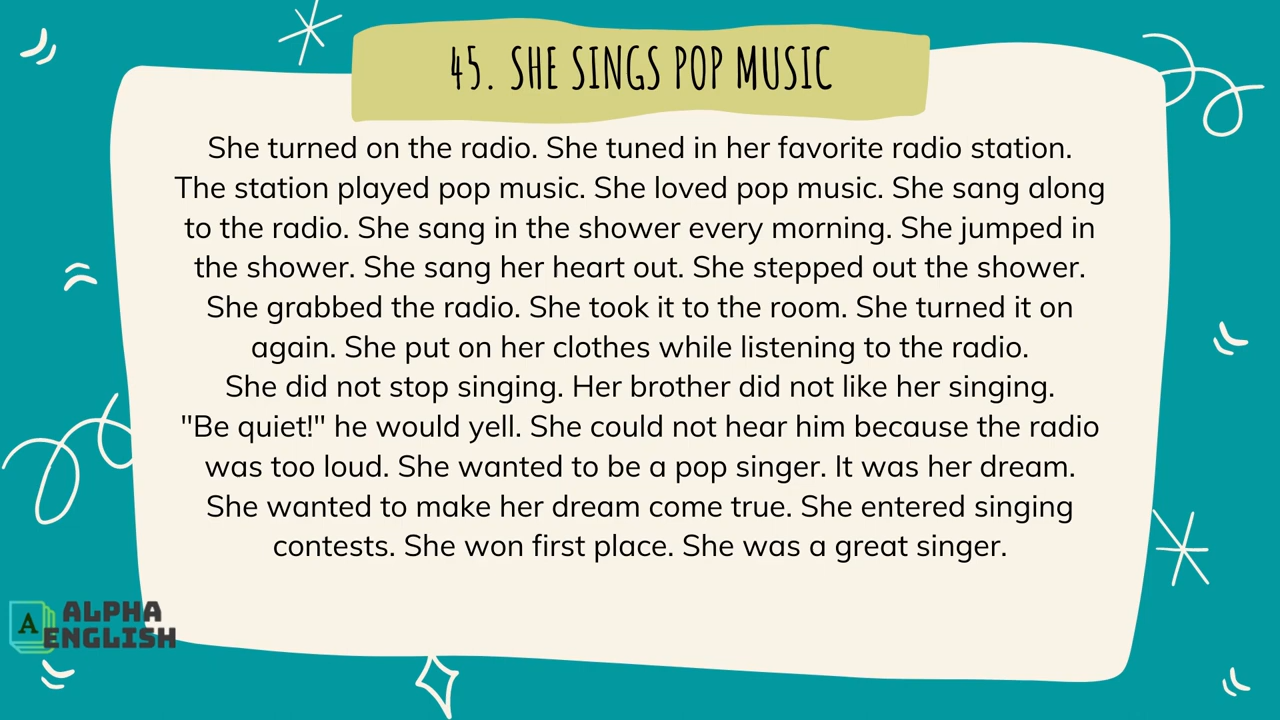 45. SHE SINGS POP MUSIC
She turned on the radio. She tuned in her favorite radio station.
The station played pop music. She loved pop music. She sang along
to the radio. She sang in the shower every morning. She jumped in
the shower. She sang her heart out. She stepped out the shower.
She grabbed the radio. She took it to the room. She turned it on
again. She put on her clothes while listening to the radio.
She did not stop singing. Her brother did not like her singing.
"Be quiet!" he would yell. She could not hear him because the radio
was too loud. She wanted to be a pop singer. It was her dream.
She wanted to make her dream come true. She entered singing
contests. She won first place. She was a great singer.
A
ALPHA
ENGLISH